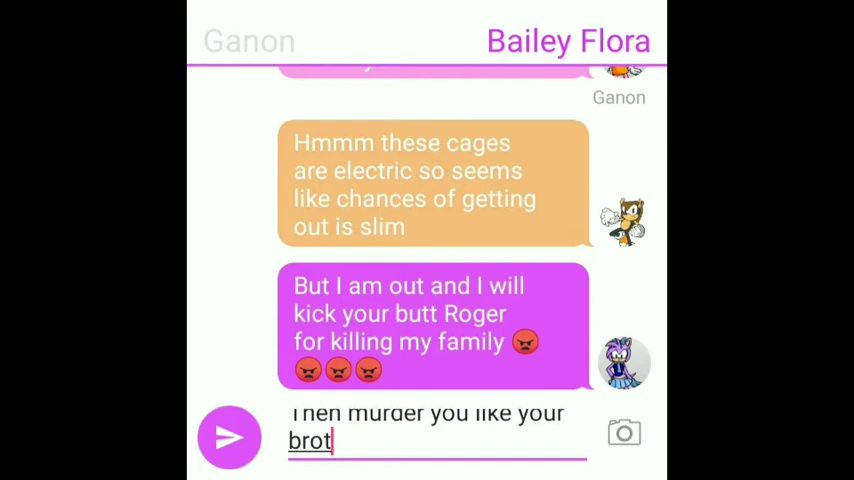 Ganon
Bailey Flora
Ganon
Hmmm these cages
are electric so seems
like chances of getting
out is slim
But I am out and I will
kick your butt Roger
for killing my family 😡
😡😡😡
Then murder you like your
brot